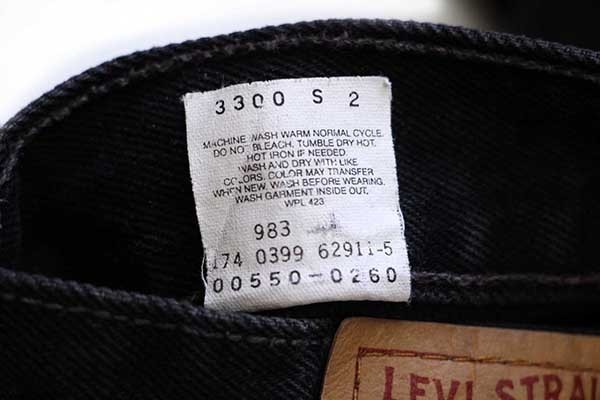 3300 S 2
MACHINE WASH WARM NORMAL CYCLE.
DO NOT BLEACH. TUMBLE DRY HOT.
HOT IRON IF NEEDED.
WASH AND DRY WITH LIKE
COLORS. COLOR MAY TRANSFER
WHEN NEW. WASH BEFORE WEARING.
WASH GARMENT INSIDE OUT.
WPL 423
983
174 0399 62911-5
00550-0260
LEVI STRAU